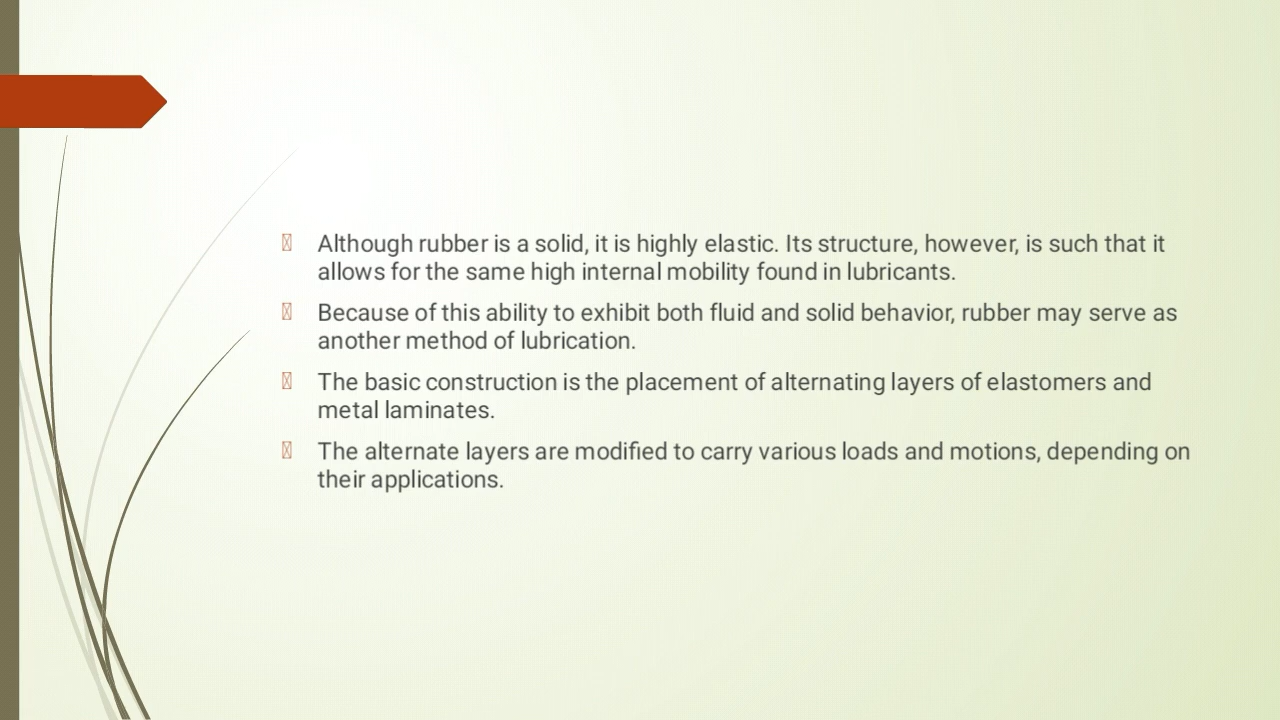 Although rubber is a solid, it is highly elastic. Its structure, however, is such that it
allows for the same high internal mobility found in lubricants.
Because of this ability to exhibit both fluid and solid behavior, rubber may serve as
another method of lubrication.
The basic construction is the placement of alternating layers of elastomers and
metal laminates.
The alternate layers are modified to carry various loads and motions, depending on
their applications.